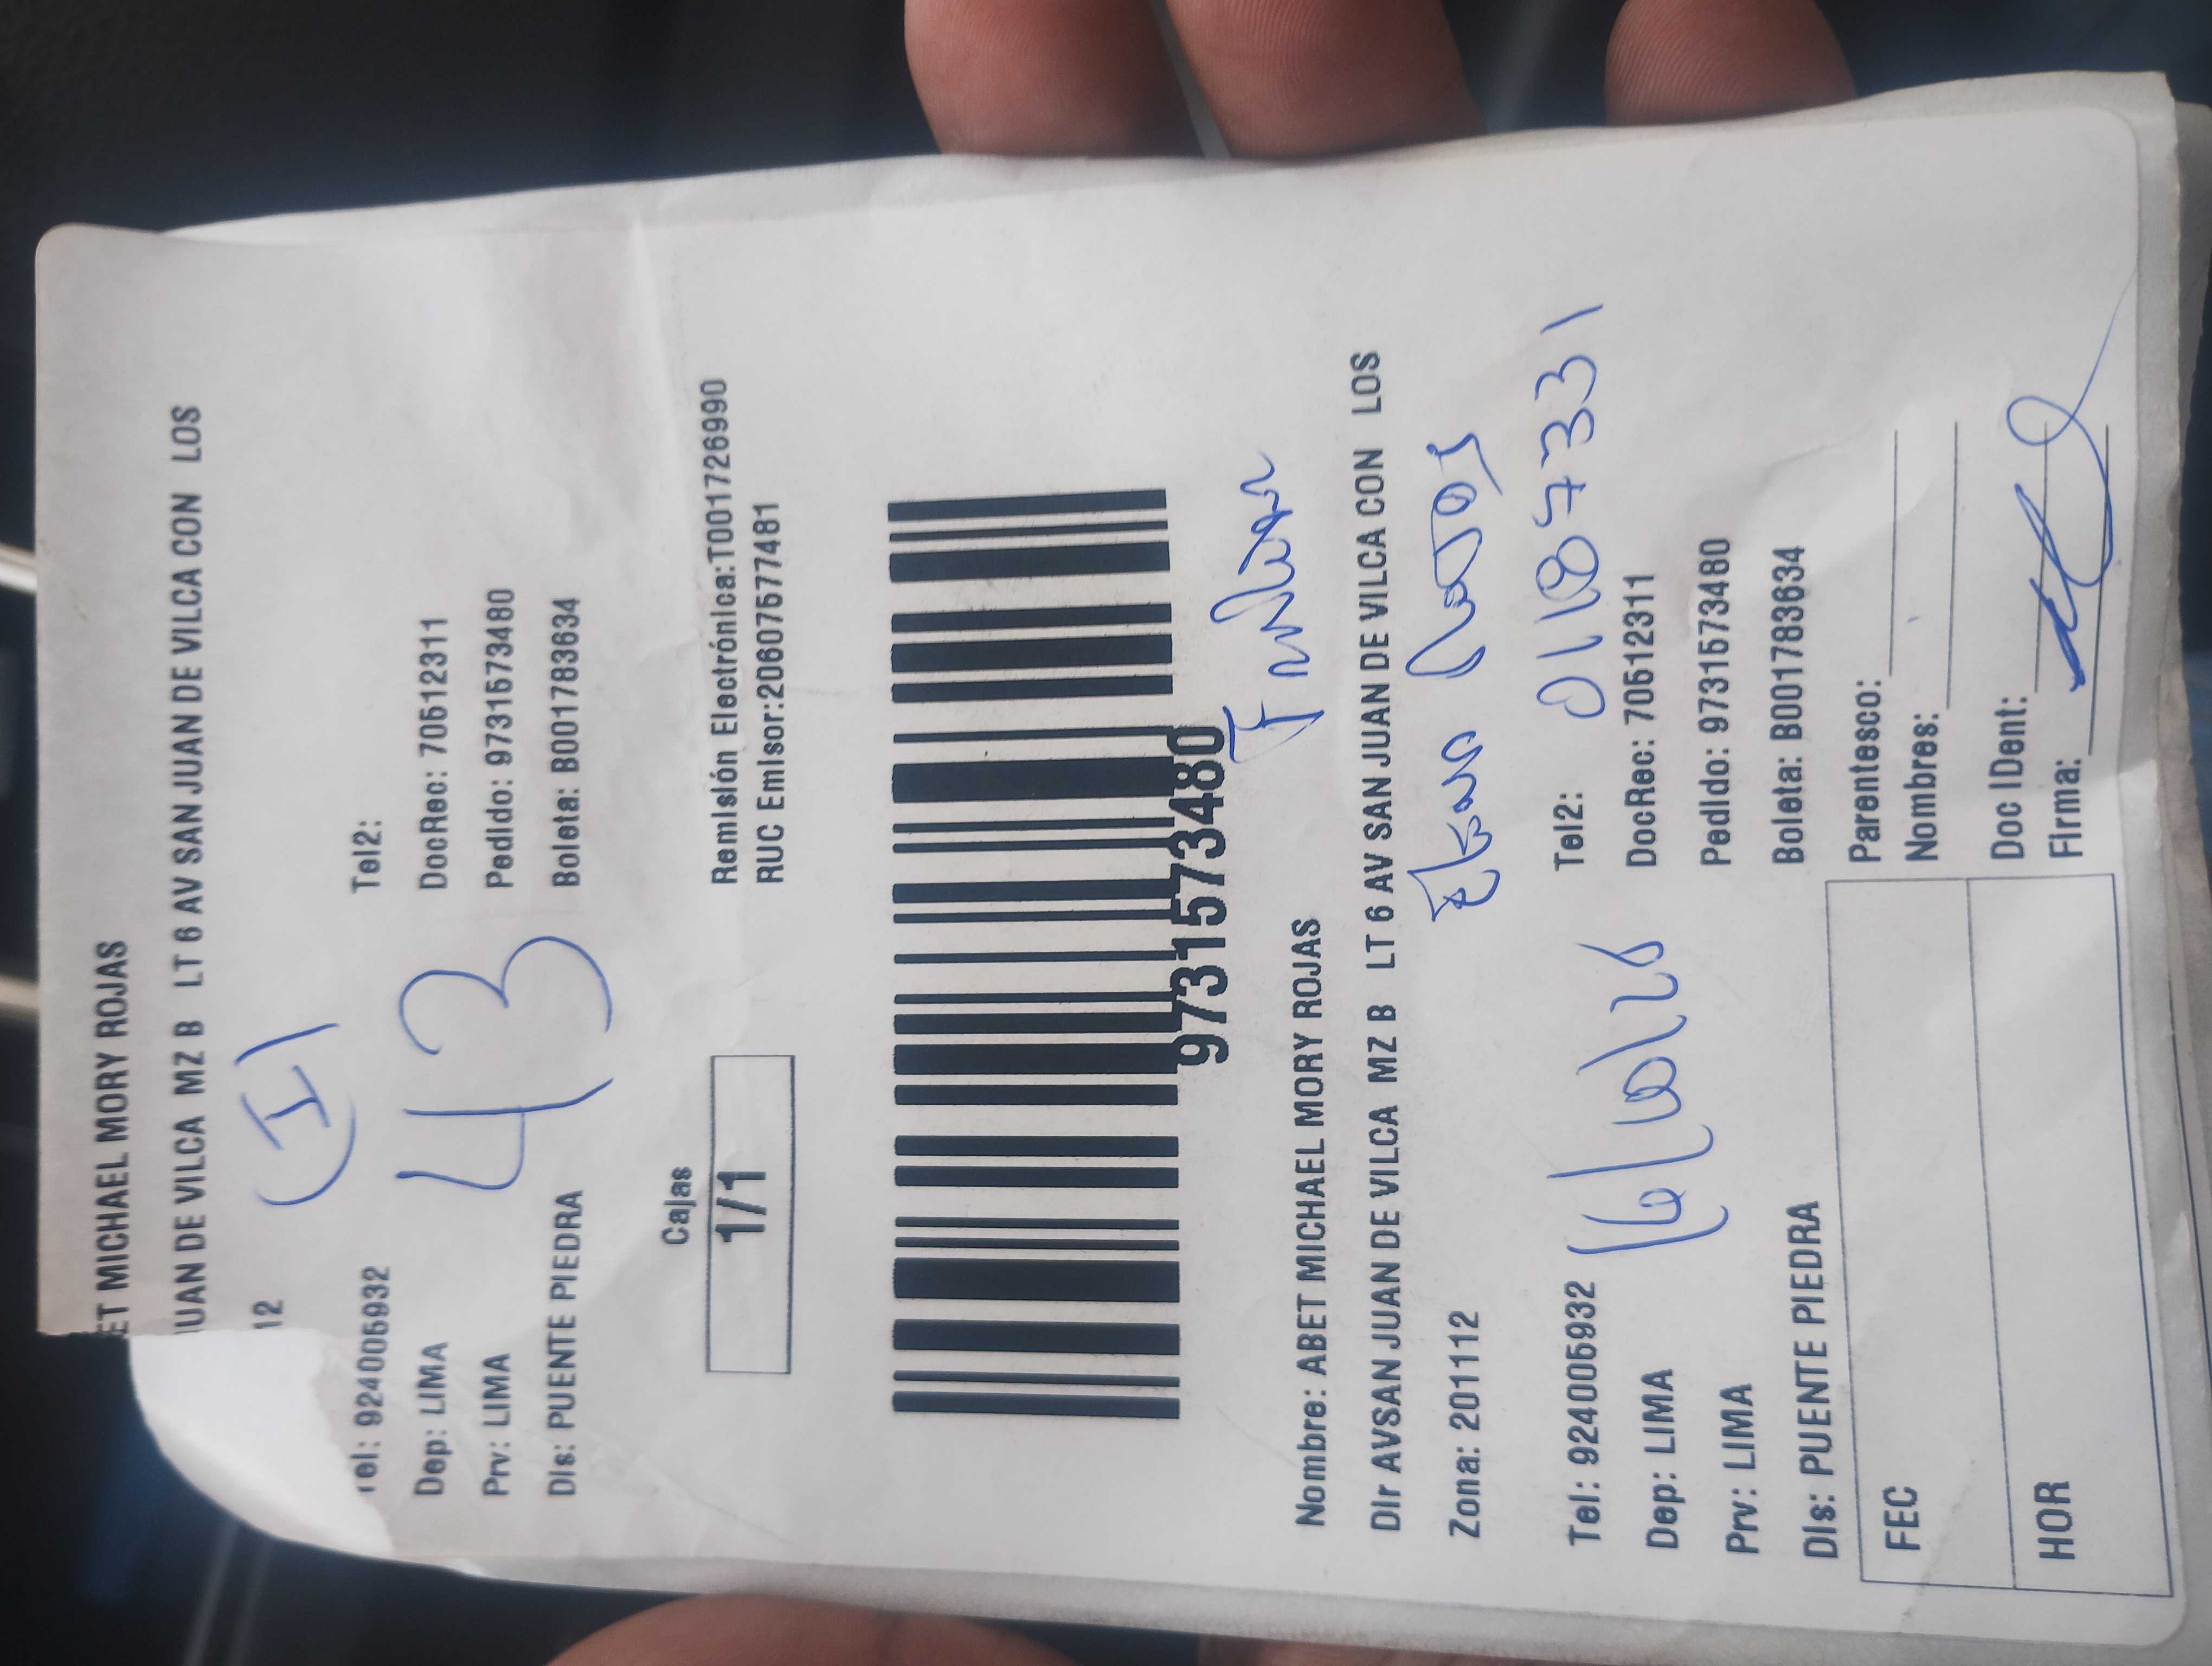 ET MICHAEL MORY ROJAS
UAN DE VILCA MZ B LT 6 AV SAN JUAN DE VILCA CON LOS
12 (I)
Tel: 924005932 Tel2:
Dep: LIMA 43 DocRec: 70512311
Prv: LIMA Pedido: 9731573480
Dis: PUENTE PIEDRA Boleta: B001783634
Cajas
1/1
Remisión Electrónica:T001726990
RUC Emisor:20607577481
9731573480
Nombre: ABET MICHAEL MORY ROJAS
Dir AVSAN JUAN DE VILCA MZ B LT 6 AV SAN JUAN DE VILCA CON LOS
Zona: 201112
Tel: 924005932 Tel2: 01187331
Dep: LIMA DocRec: 70512311
Prv: LIMA Pedido: 9731573480
Dis: PUENTE PIEDRA Boleta: B001783634
FEC Parentesco:
Nombres:
HOR Doc IDent:
Firma: